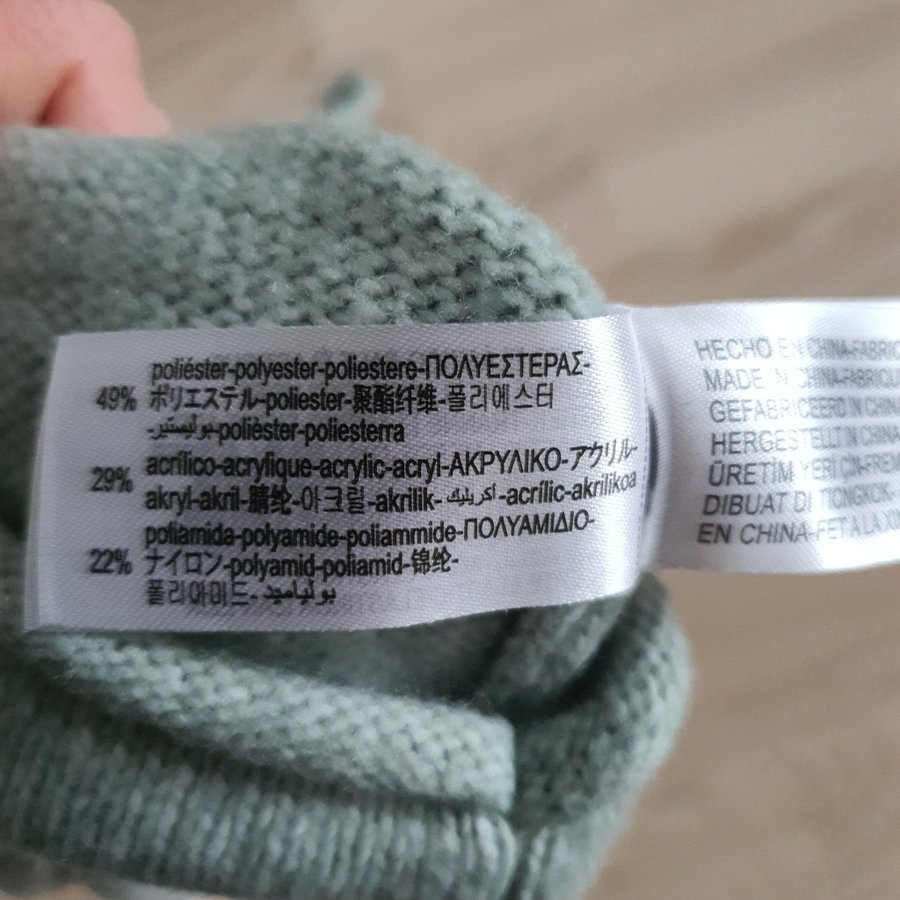 49% poliéster-polyester-poliestere-ΠΟΛΥΕΣΤΕΡΑΣ-
ポリエステル-poliester-聚酯纤维-폴리에스터
-بوليستير-polièster-poliesterra
29% acrílico-acrylique-acrylic-acryl-ΑΚΡΥΛΙΚΟ-アクリル-
akryl-akril-腈纶-아크릴-akrilik-أكريليك-acrílic-akrilikoa
22% poliamida-polyamide-poliammide-ΠΟΛΥΑΜΙΔΙΟ-
ナイロン-polyamid-poliamid-锦纶-
폴리아미드-بولياميد
HECHO EN CHINA-FABRIQU
MADE IN CHINA-FABRIQU
GEFABRICEERD IN CHINA
HERGESTELLT IN CHINA-
ÜRETİM YERİ ÇİN-FREM
DIBUAT DI TIONGKOK-
EN CHINA-FET A LA XIN